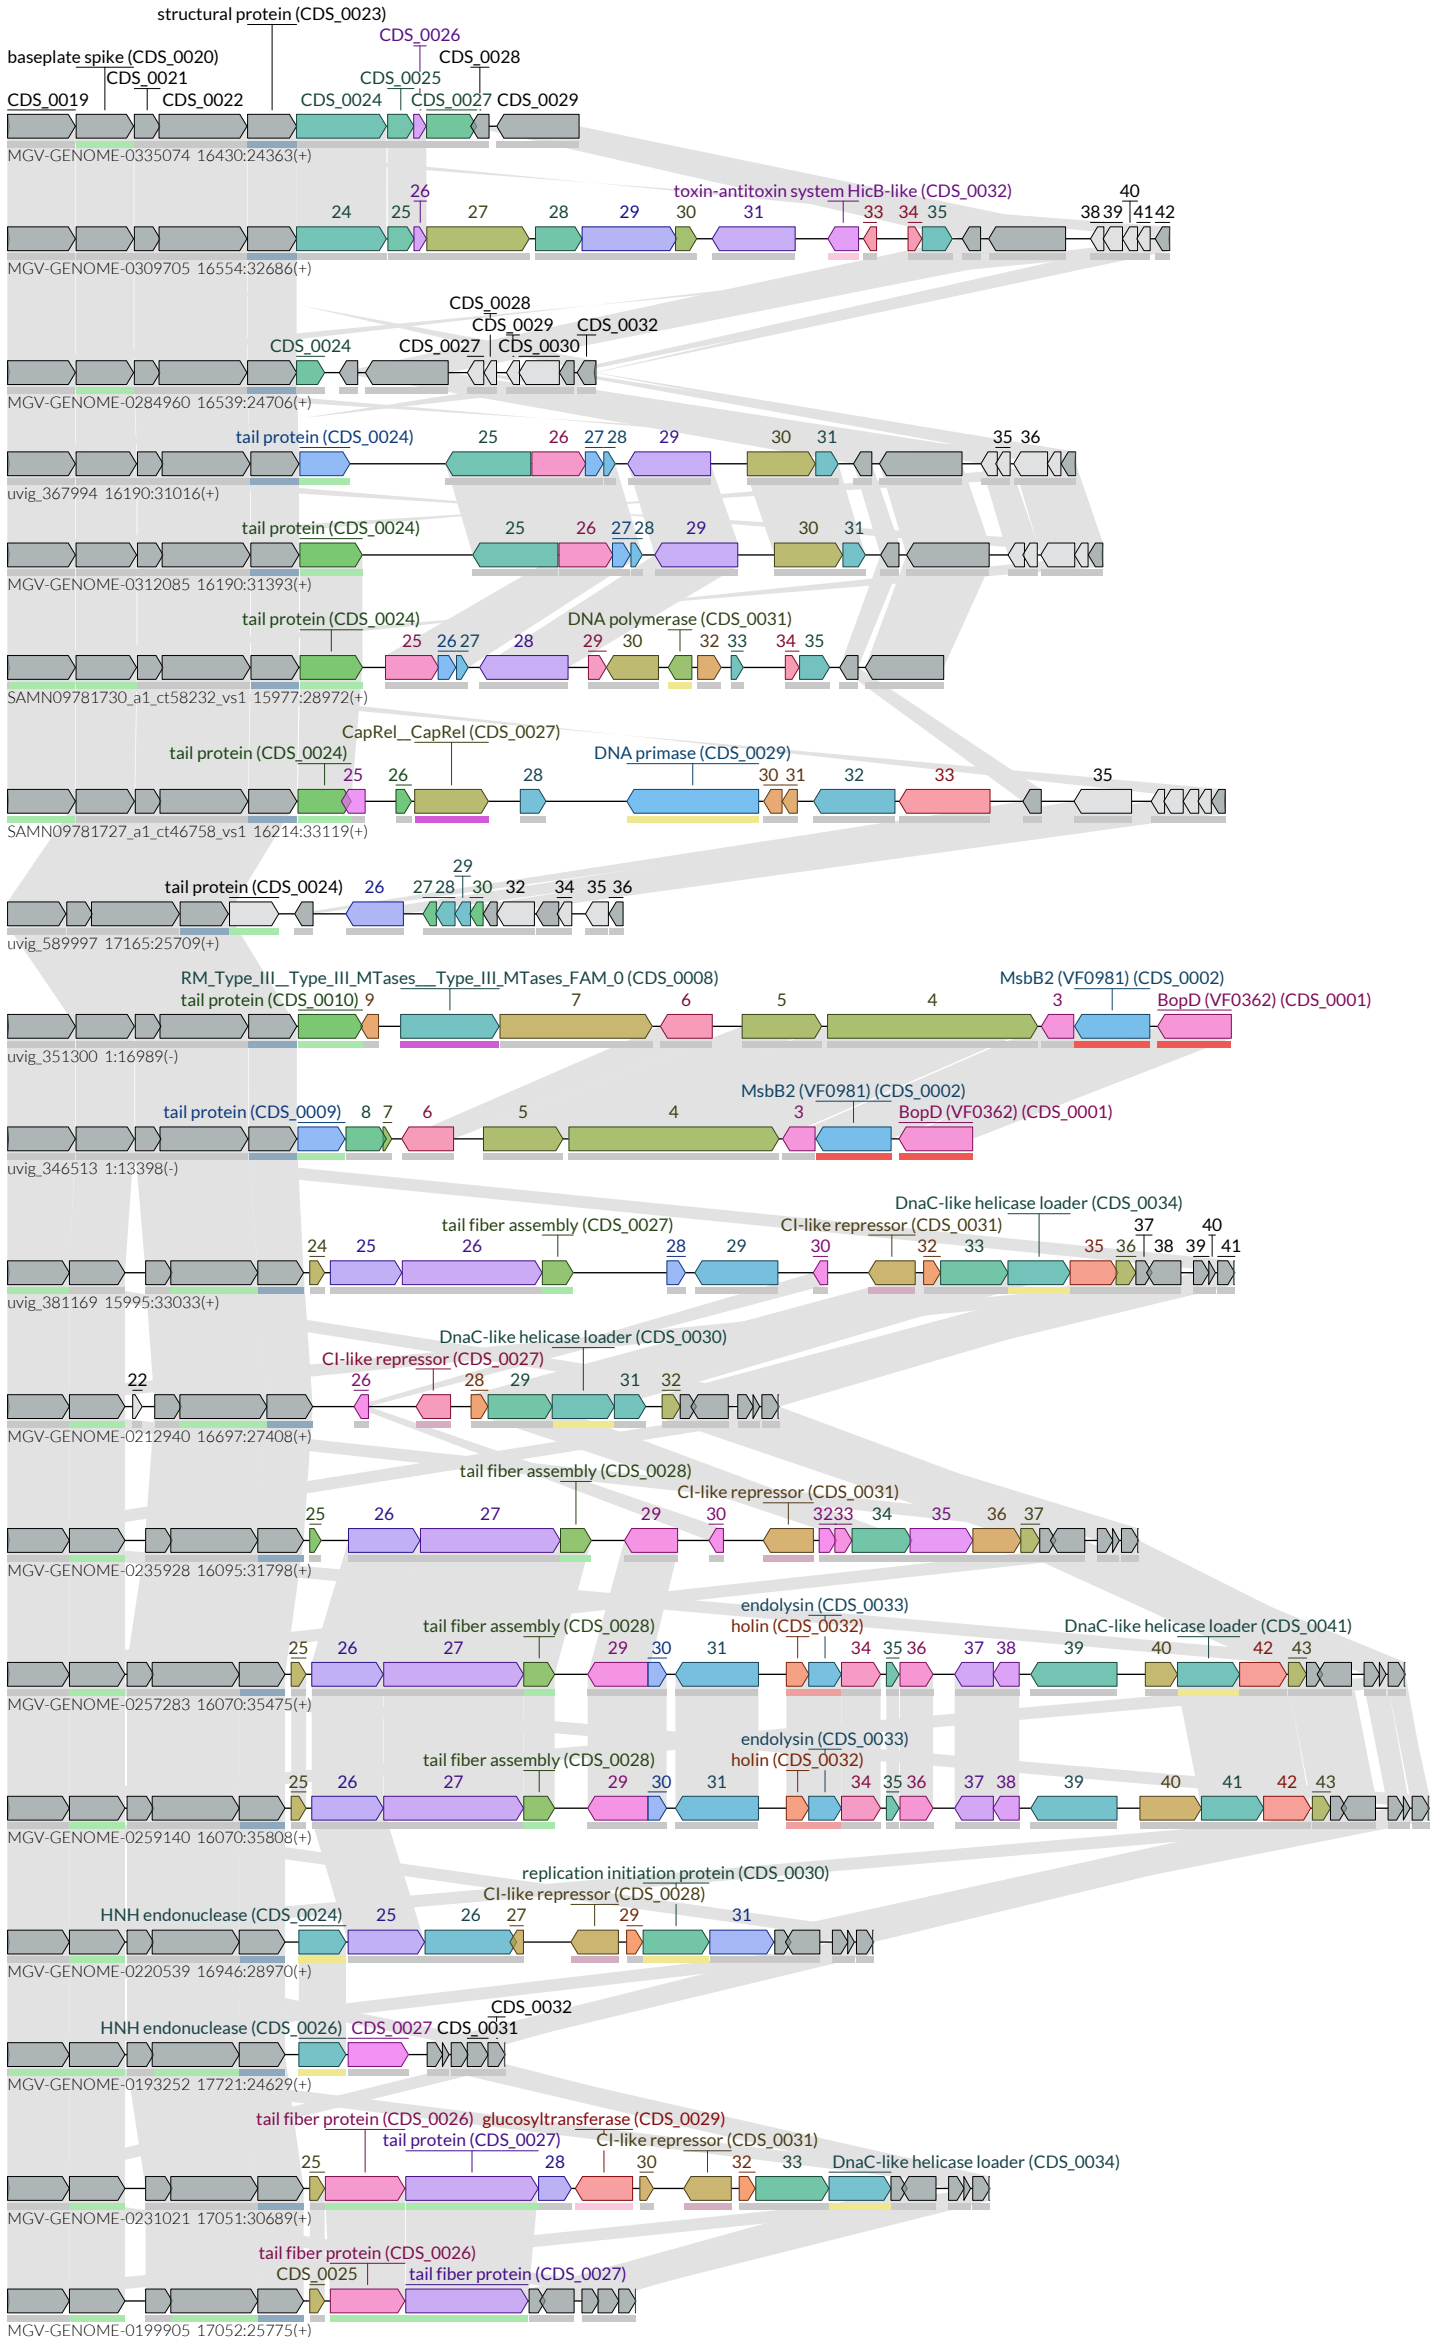 structural protein (CDS_0023)
CDS_0026
baseplate spike (CDS_0020) CDS_0028
CDS_0021 CDS_0025
CDS_0019 CDS_0022 CDS_0024 CDS_0027 CDS_0029
MGV-GENOME-0335074 16430:24363(+)
26 toxin-antitoxin system HicB-like (CDS_0032) 40
24 25 27 28 29 30 31 33 34 35 38 39 41 42
MGV-GENOME-0309705 16554:32686(+)
CDS_0028
CDS_0029 CDS_0032
CDS_0024 CDS_0027 CDS_0030
MGV-GENOME-0284960 16539:24706(+)
tail protein (CDS_0024) 25 26 27 28 29 30 31 35 36
uvig_367994 16190:31016(+)
tail protein (CDS_0024) 25 26 27 28 29 30 31
MGV-GENOME-0312085 16190:31393(+)
tail protein (CDS_0024) DNA polymerase (CDS_0031)
25 26 27 28 29 30 32 33 34 35
SAMN09781730_a1_ct58232_vs1 15977:28972(+)
CapRel__CapRel (CDS_0027)
tail protein (CDS_0024) DNA primase (CDS_0029)
25 26 28 30 31 32 33 35
SAMN09781727_a1_ct46758_vs1 16214:33119(+)
29
tail protein (CDS_0024) 26 27 28 30 32 34 35 36
uvig_589997 17165:25709(+)
RM_Type_III__Type_III_MTases___Type_III_MTases_FAM_0 (CDS_0008) MsbB2 (VF0981) (CDS_0002)
tail protein (CDS_0010) 9 7 6 5 4 3 BopD (VF0362) (CDS_0001)
uvig_351300 1:16989(-)
MsbB2 (VF0981) (CDS_0002)
tail protein (CDS_0009) 8 7 6 5 4 3 BopD (VF0362) (CDS_0001)
uvig_346513 1:13398(-)
DnaC-like helicase loader (CDS_0034)
tail fiber assembly (CDS_0027) CI-like repressor (CDS_0031) 37 40
24 25 26 28 29 30 32 33 35 36 38 39 41
uvig_381169 15995:33033(+)
DnaC-like helicase loader (CDS_0030)
CI-like repressor (CDS_0027)
22 26 28 29 31 32
MGV-GENOME-0212940 16697:27408(+)
tail fiber assembly (CDS_0028)
CI-like repressor (CDS_0031)
25 26 27 29 30 32 33 34 35 36 37
MGV-GENOME-0235928 16095:31798(+)
endolysin (CDS_0033)
tail fiber assembly (CDS_0028) holin (CDS_0032) DnaC-like helicase loader (CDS_0041)
25 26 27 29 30 31 34 35 36 37 38 39 40 42 43
MGV-GENOME-0257283 16070:35475(+)
endolysin (CDS_0033)
tail fiber assembly (CDS_0028) holin (CDS_0032)
25 26 27 29 30 31 34 35 36 37 38 39 40 41 42 43
MGV-GENOME-0259140 16070:35808(+)
replication initiation protein (CDS_0030)
CI-like repressor (CDS_0028)
HNH endonuclease (CDS_0024) 25 26 27 29 31
MGV-GENOME-0220539 16946:28970(+)
CDS_0032
HNH endonuclease (CDS_0026) CDS_0027 CDS_0031
MGV-GENOME-0193252 17721:24629(+)
tail fiber protein (CDS_0026) glucosyltransferase (CDS_0029)
tail protein (CDS_0027) CI-like repressor (CDS_0031)
25 28 30 32 33 DnaC-like helicase loader (CDS_0034)
MGV-GENOME-0231021 17051:30689(+)
tail fiber protein (CDS_0026)
CDS_0025 tail fiber protein (CDS_0027)
MGV-GENOME-0199905 17052:25775(+)